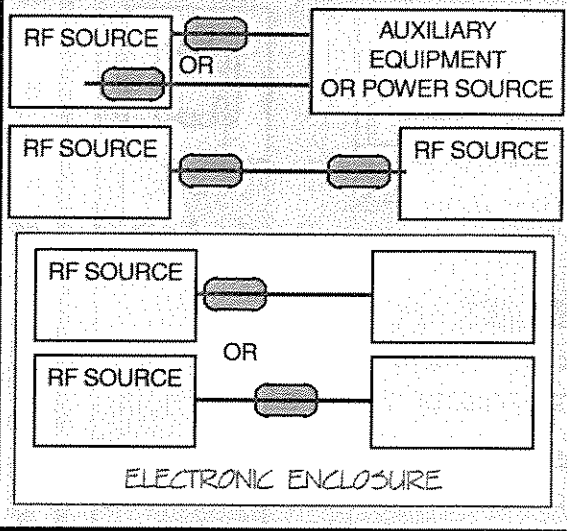 RF SOURCE
OR
AUXILIARY
EQUIPMENT
OR POWER SOURCE
RF SOURCE
RF SOURCE
RF SOURCE
OR
RF SOURCE
ELECTRONIC ENCLOSURE